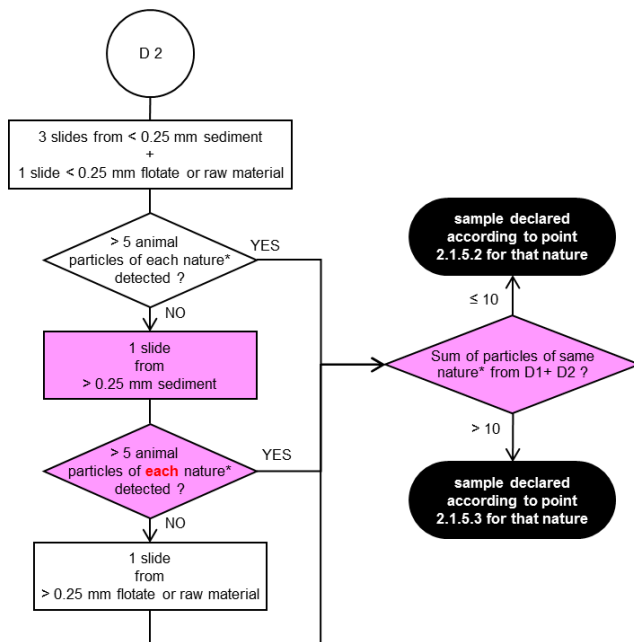 D 2
3 slides from < 0.25 mm sediment
+
1 slide < 0.25 mm flotate or raw material
> 5 animal
particles of each nature*
detected ?
YES
NO
1 slide
from
> 0.25 mm sediment
> 5 animal
particles of each nature*
detected ?
YES
NO
1 slide
from
> 0.25 mm flotate or raw material
sample declared
according to point
2.1.5.2 for that nature
≤ 10
Sum of particles of same
nature* from D1+ D2 ?
> 10
sample declared
according to point
2.1.5.3 for that nature